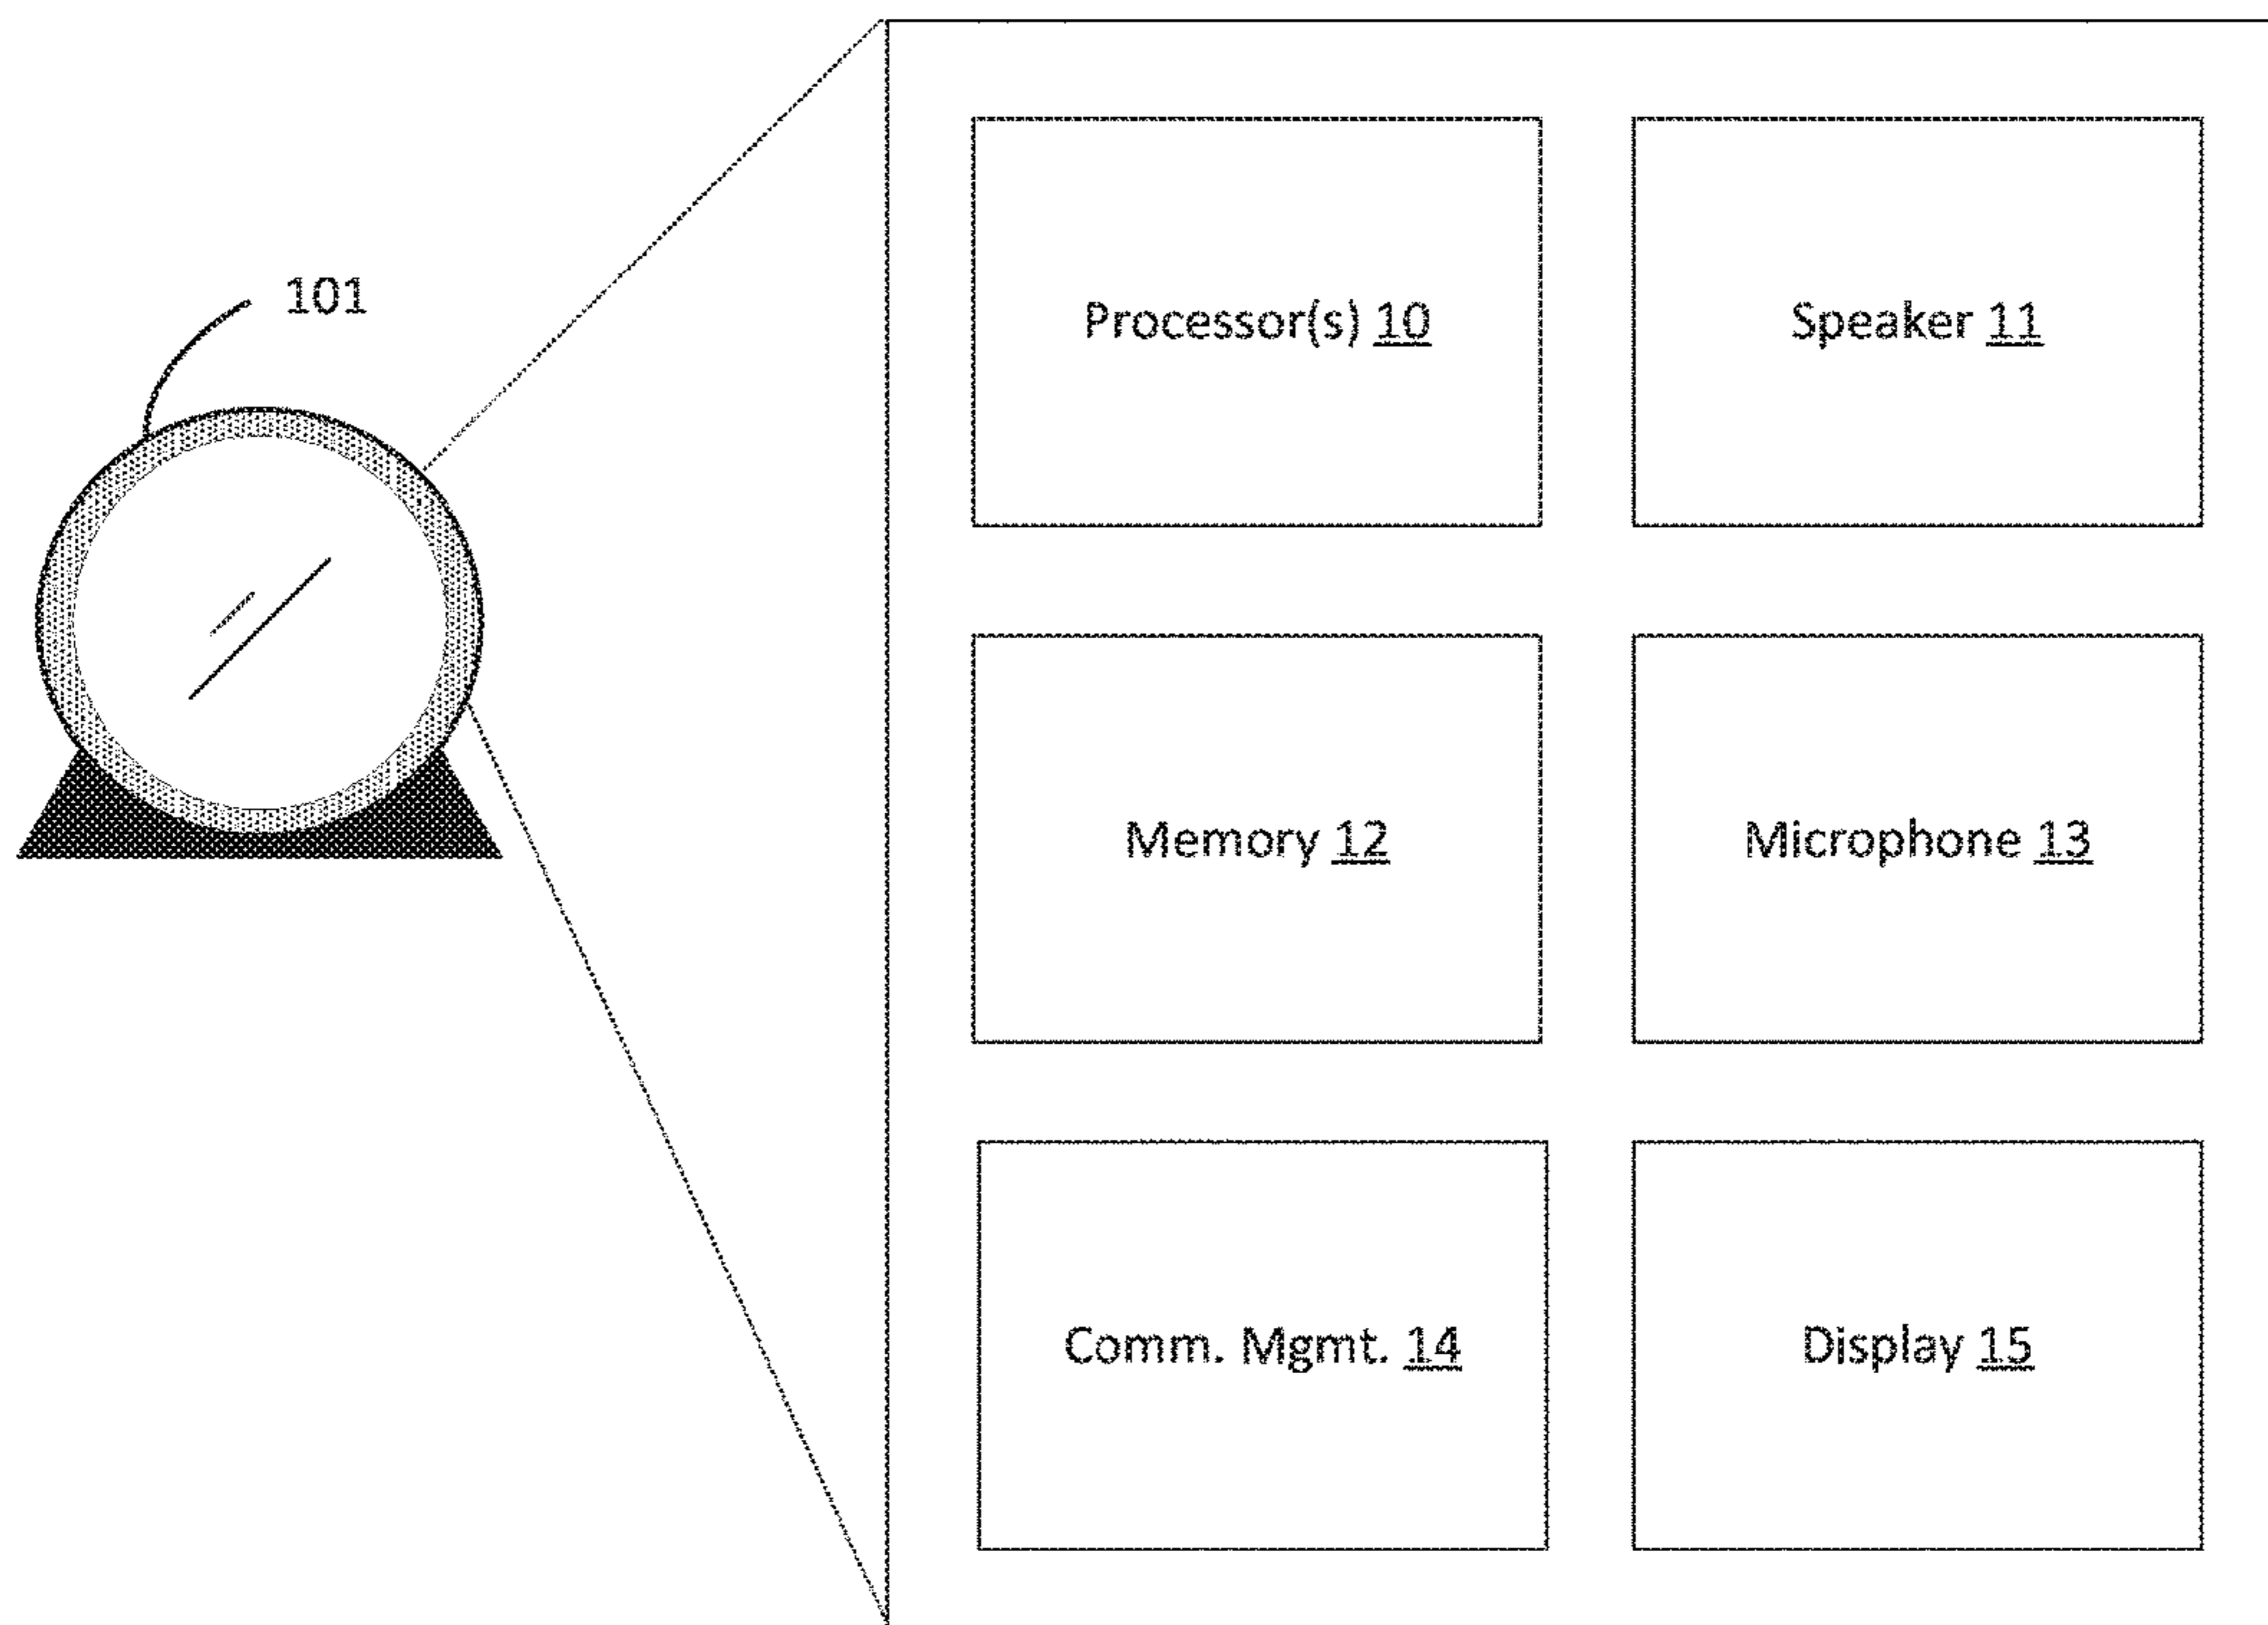 101
Processor(s) 10
Speaker 11
Memory 12
Microphone 13
Comm. Mgmt. 14
Display 15